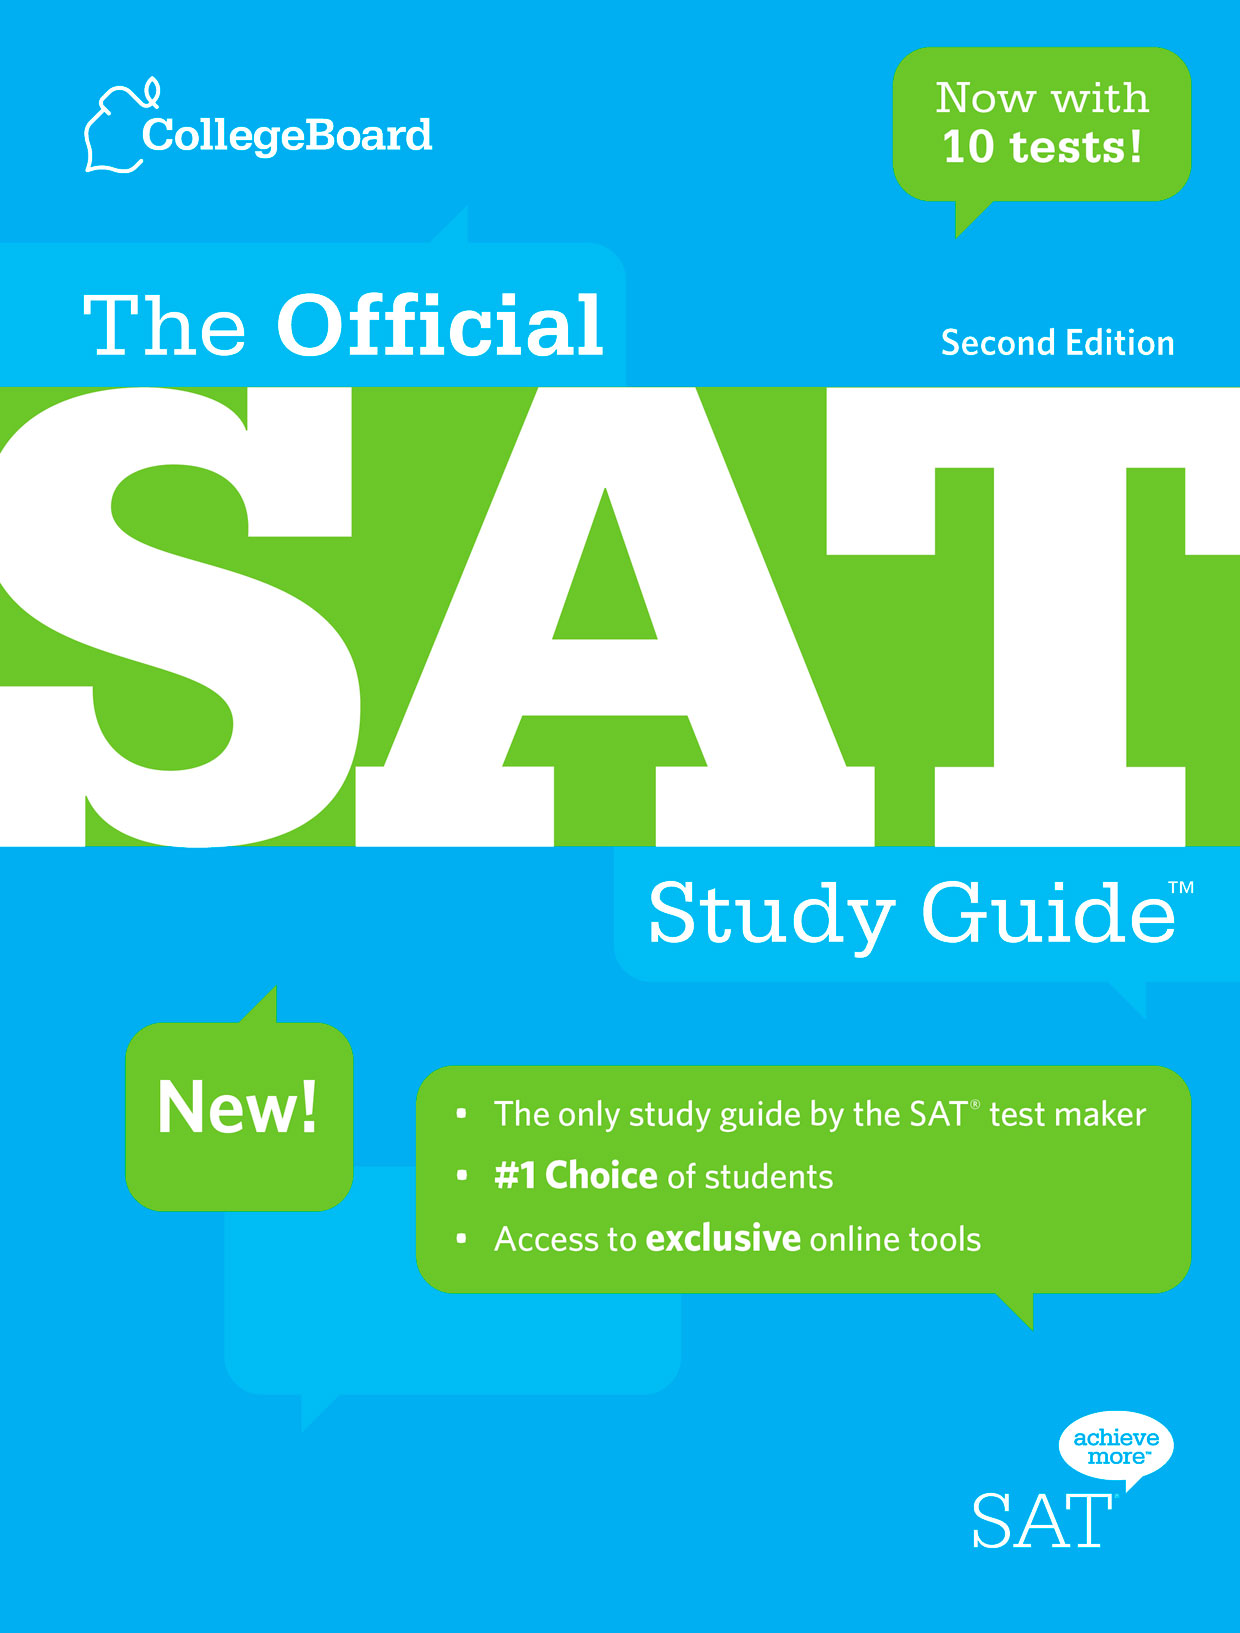 CollegeBoard
Now with
10 tests!
The Official
Second Edition
SAT
Study Guide™
New!
• The only study guide by the SAT® test maker
• #1 Choice of students
• Access to exclusive online tools
achieve
more™
SAT®